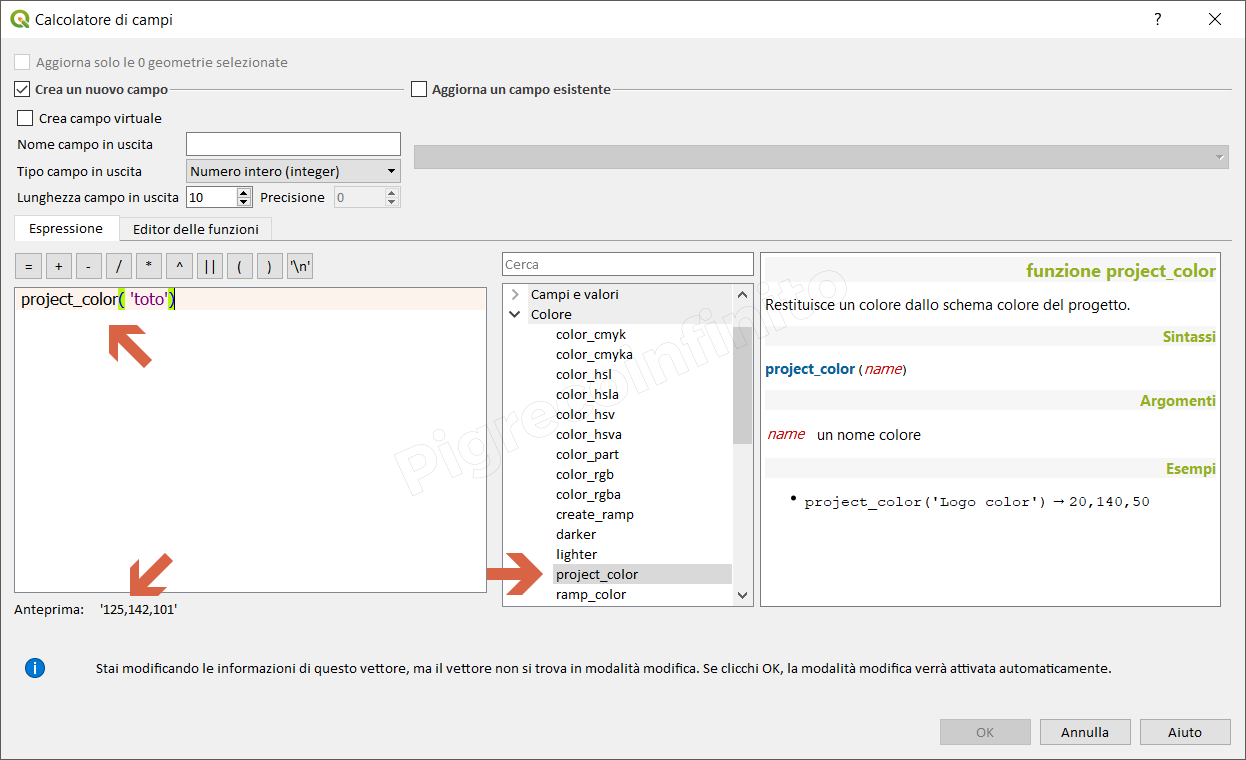 Calcolatore di campi
?
Aggiorna solo le 0 geometrie selezionate
Crea un nuovo campo
Aggiorna un campo esistente
Crea campo virtuale
Nome campo in uscita
Tipo campo in uscita Numero intero (integer)
Lunghezza campo in uscita 10 Precisione 0
Espressione Editor delle funzioni
= + - / * ^ || ( ) '\n'
project_color( 'toto')
Anteprima: '125,142,101'
Cerca
Campi e valori
Colore
color_cmyk
color_cmyka
color_hsl
color_hsla
color_hsv
color_hsva
color_part
color_rgb
color_rgba
create_ramp
darker
lighter
project_color
ramp_color
funzione project_color
Restituisce un colore dallo schema colore del progetto.
Sintassi
project_color (name)
Argomenti
name un nome colore
Esempi
• project_color('Logo color') → 20,140,50
Pigrecoinfinito
i
Stai modificando le informazioni di questo vettore, ma il vettore non si trova in modalità modifica. Se clicchi OK, la modalità modifica verrà attivata automaticamente.
OK Annulla Aiuto